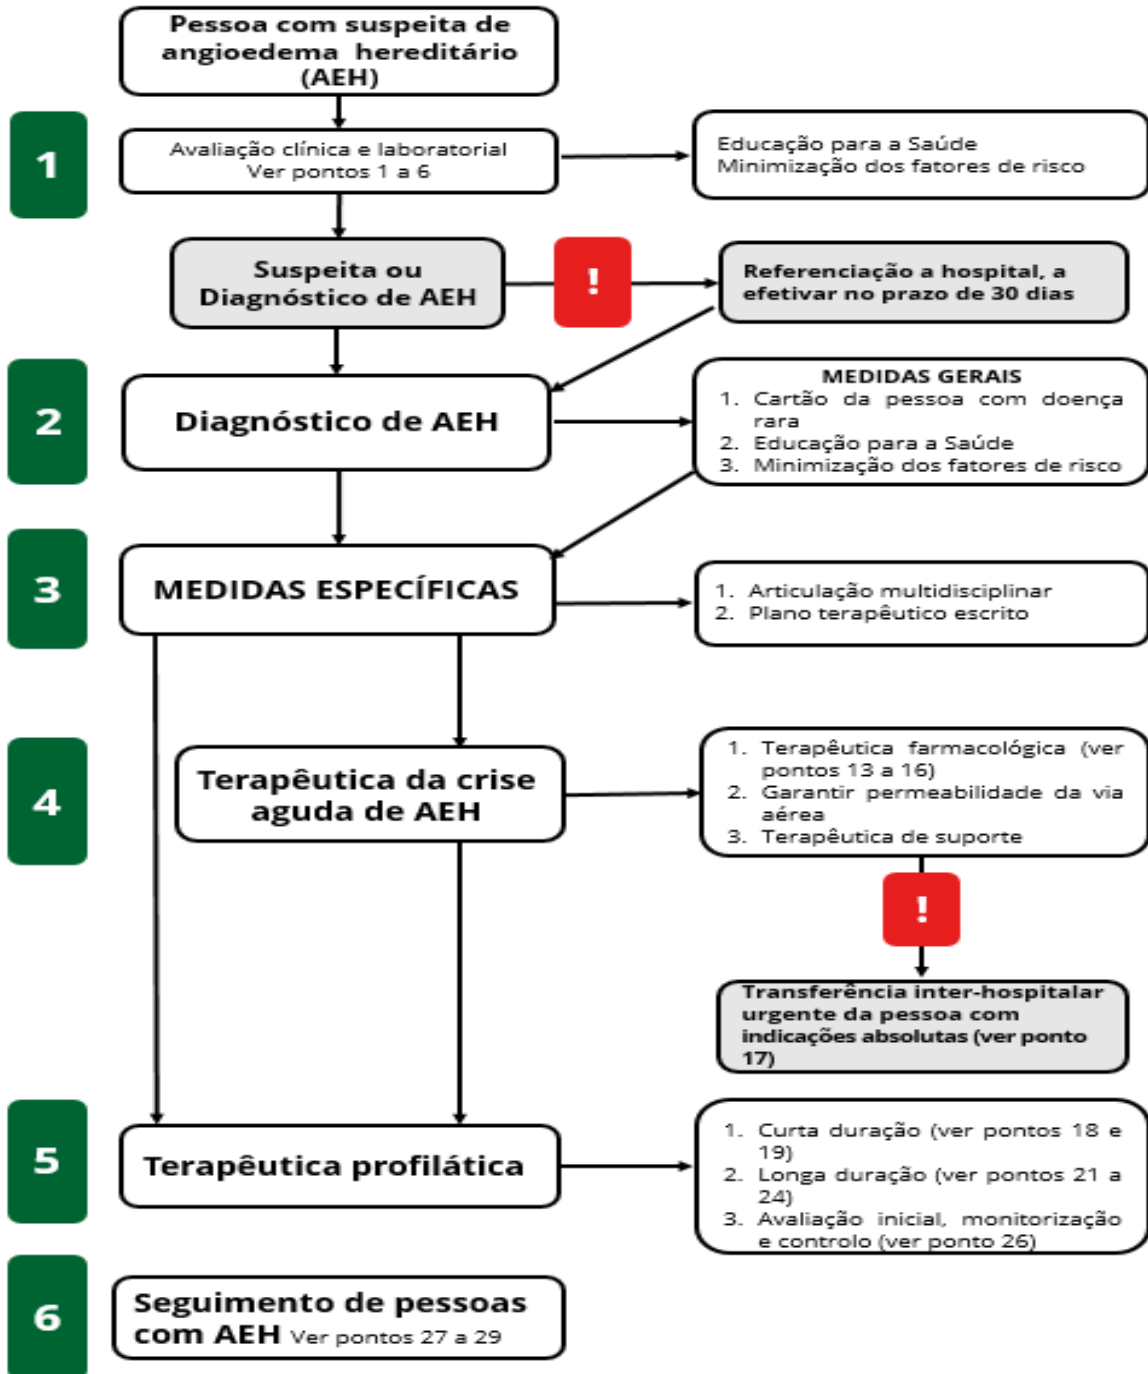 Pessoa com suspeita de
angioedema hereditário
(AEH)
1
Avaliação clínica e laboratorial
Ver pontos 1 a 6
Educação para a Saúde
Minimização dos fatores de risco
Suspeita ou
Diagnóstico de AEH
!
Referenciação a hospital, a
efetivar no prazo de 30 dias
2
Diagnóstico de AEH
MEDIDAS GERAIS
1. Cartão da pessoa com doença
rara
2. Educação para a Saúde
3. Minimização dos fatores de risco
3
MEDIDAS ESPECÍFICAS
1. Articulação multidisciplinar
2. Plano terapêutico escrito
4
Terapêutica da crise
aguda de AEH
1. Terapêutica farmacológica (ver
pontos 13 a 16)
2. Garantir permeabilidade da via
aérea
3. Terapêutica de suporte
!
Transferência inter-hospitalar
urgente da pessoa com
indicações absolutas (ver ponto
17)
5
Terapêutica profilática
1. Curta duração (ver pontos 18 e
19)
2. Longa duração (ver pontos 21 a
24)
3. Avaliação inicial, monitorização
e controlo (ver ponto 26)
6
Seguimento de pessoas
com AEH Ver pontos 27 a 29